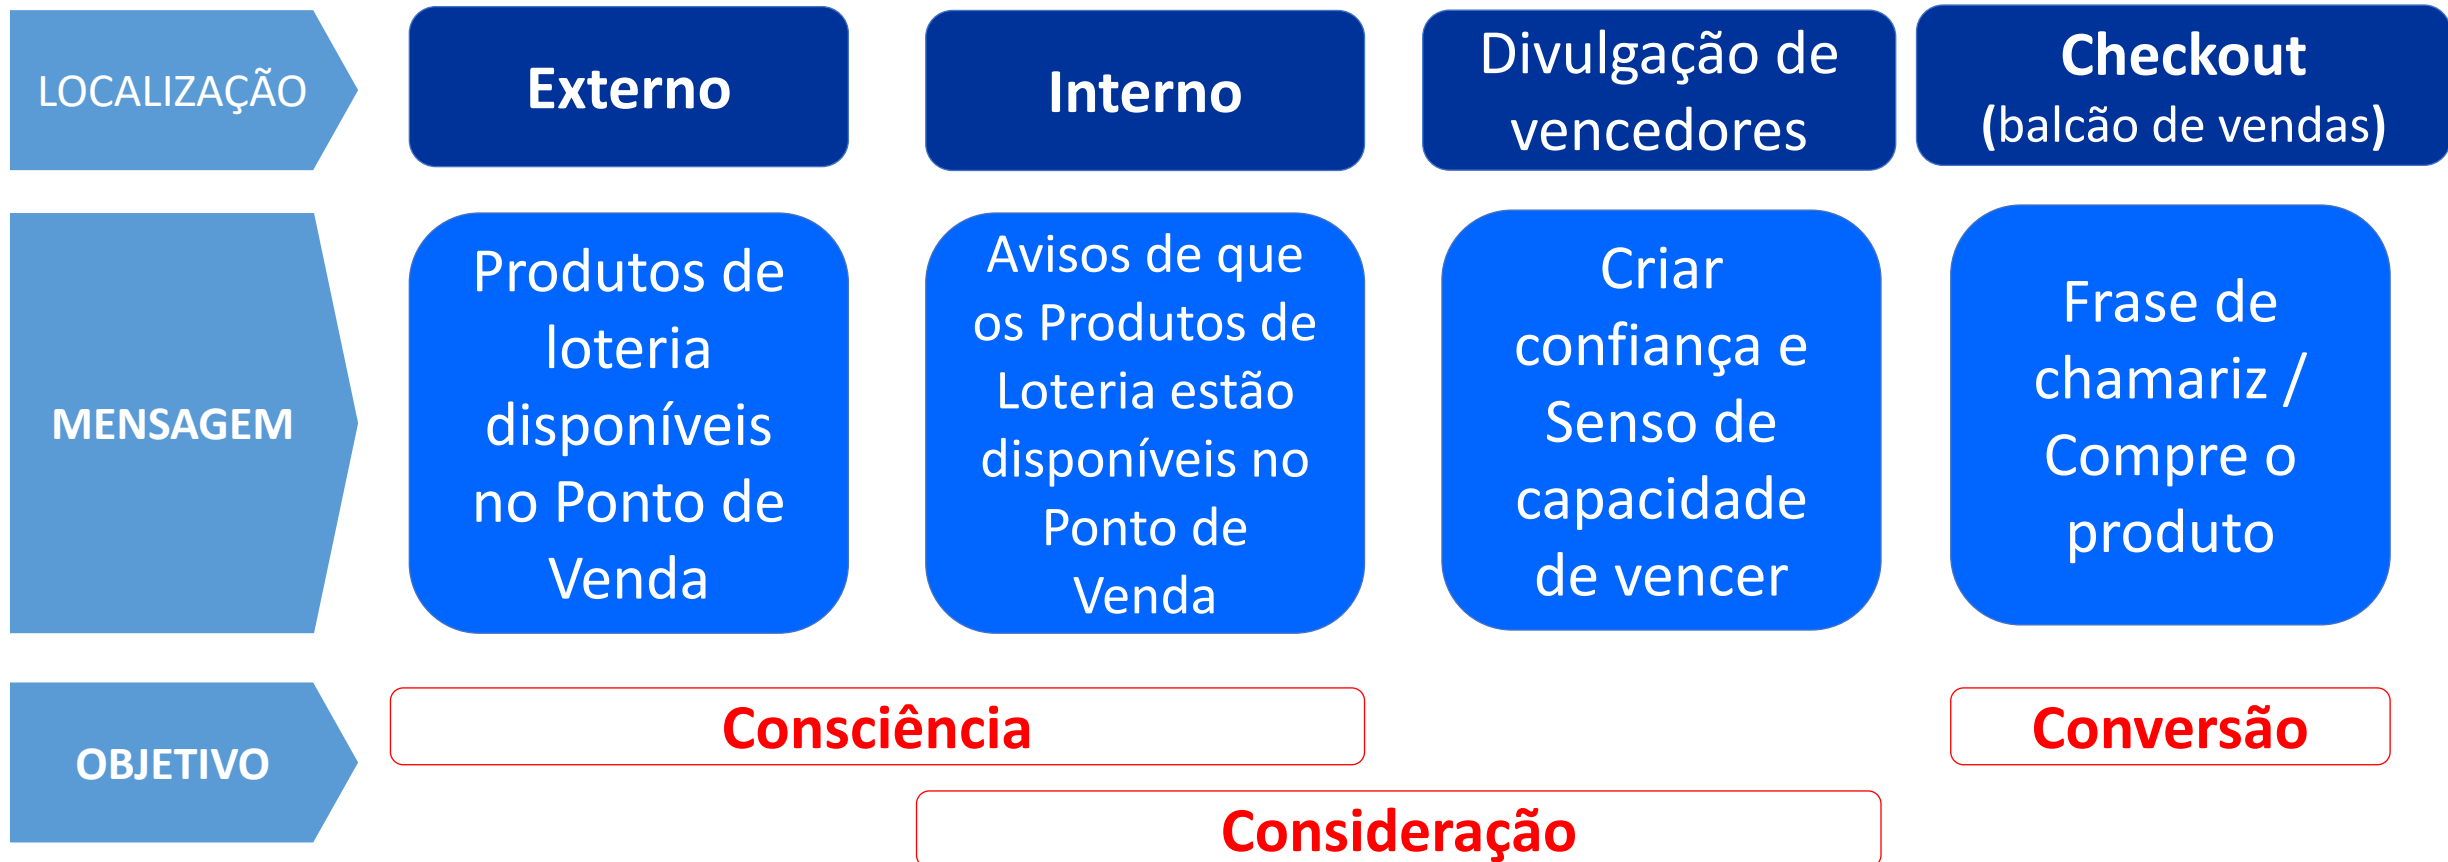 LOCALIZAÇÃO
Externo
Interno
Divulgação de
vencedores
Checkout
(balcão de vendas)
MENSAGEM
Produtos de
loteria
disponíveis
no Ponto de
Venda
Avisos de que
os Produtos de
Loteria estão
disponíveis no
Ponto de
Venda
Criar
confiança e
Senso de
capacidade
de vencer
Frase de
chamariz /
Compre o
produto
OBJETIVO
Consciência
Conversão
Consideração